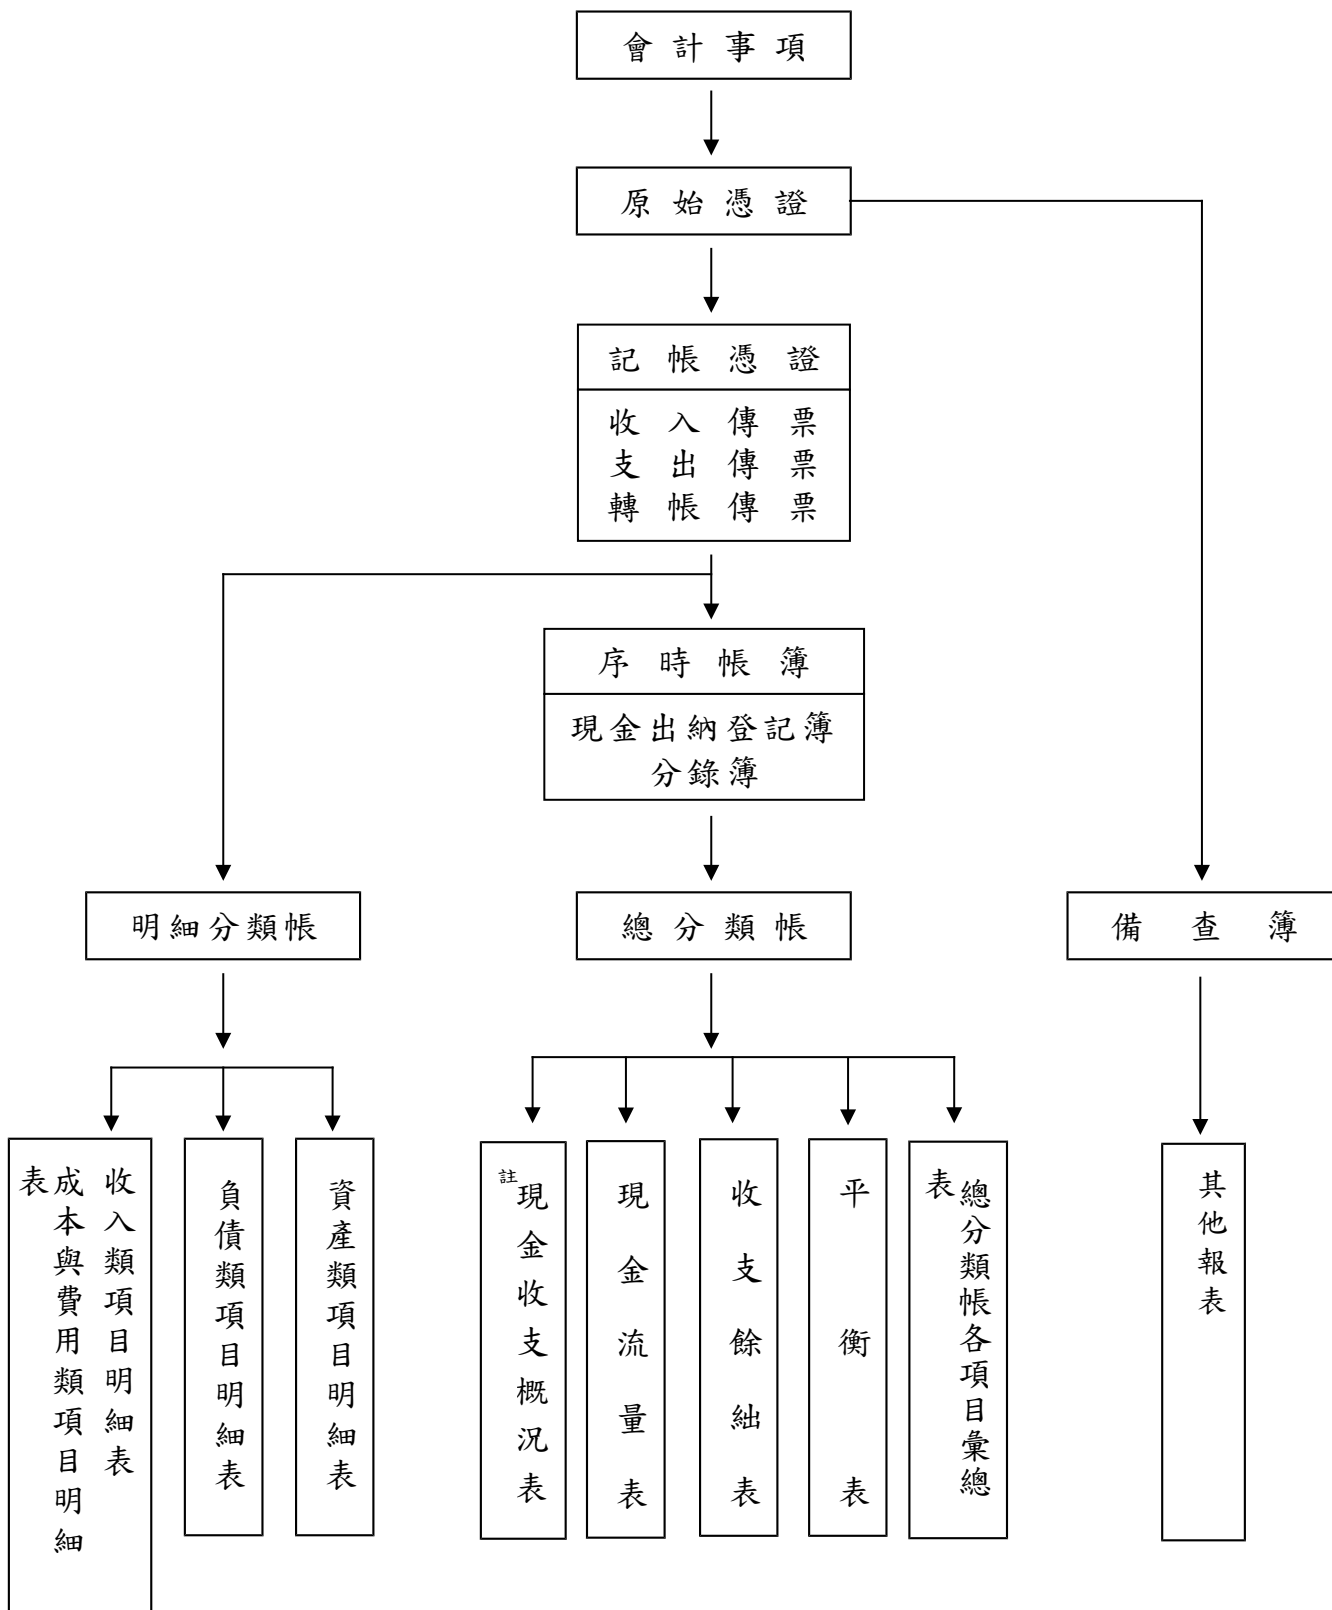 會計事項
原始憑證
記帳憑證
收入傳票
支出傳票
轉帳傳票
序時帳簿
現金出納登記簿
分錄簿
明細分類帳
總分類帳
備查簿
收入類項目明細表
成本與費用類項目明細
表
負債類項目明細表
資產類項目明細表
註現金收支概況表
現金流量表
收支餘絀表
平衡表
總分類帳各項目彙總
表
其他報表